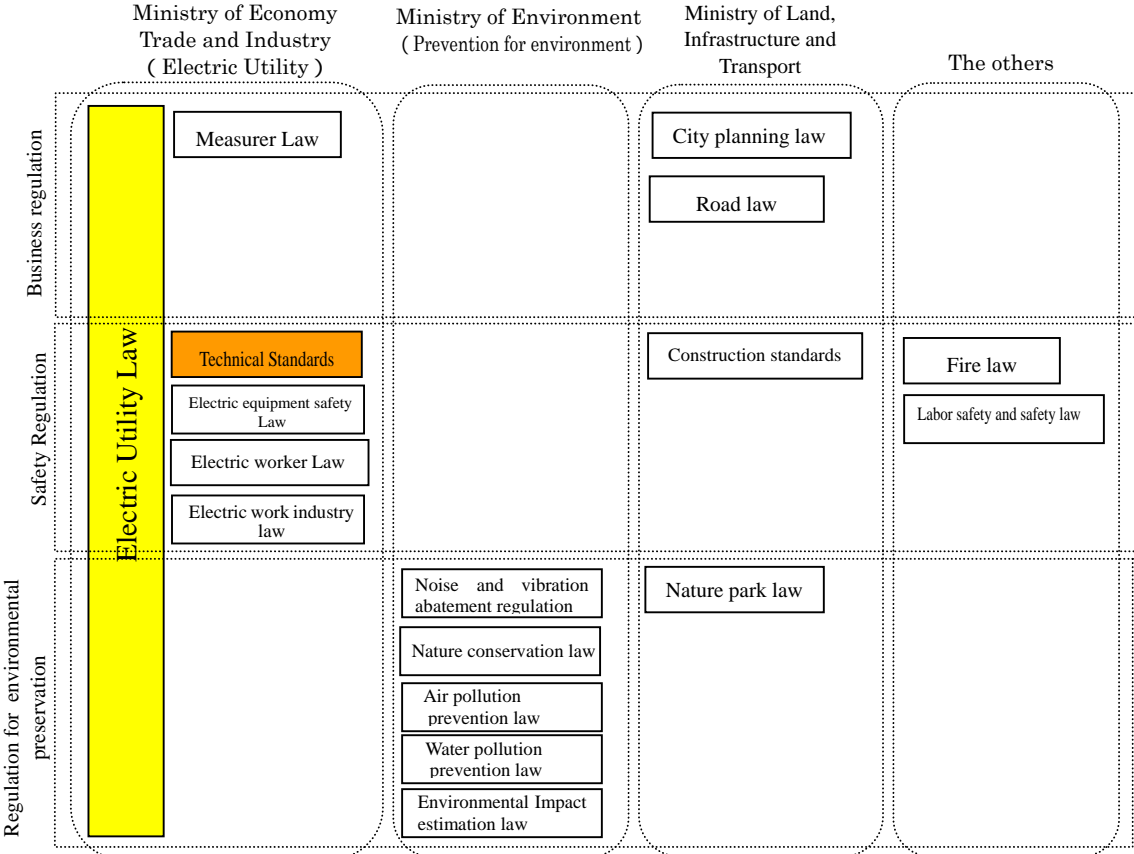 Ministry of Economy
Trade and Industry
( Electric Utility )
Ministry of Environment
( Prevention for environment )
Ministry of Land,
Infrastructure and
Transport
The others
Business regulation
Safety Regulation
Regulation for environmental
preservation
Electric Utility Law
Measurer Law
City planning law
Road law
Technical Standards
Electric equipment safety
Law
Electric worker Law
Electric work industry
law
Construction standards
Fire law
Labor safety and safety law
Noise and vibration
abatement regulation
Nature conservation law
Air pollution
prevention law
Water pollution
prevention law
Environmental Impact
estimation law
Nature park law